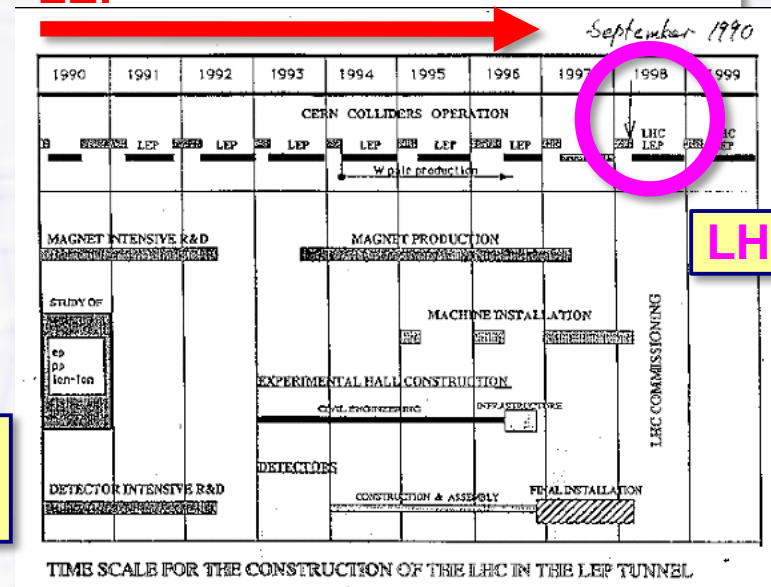 LEP
September 1990
1990 1991 1992 1993 1994 1995 1996 1997 1998 1999
CERN COLLIDERS OPERATION
LEP LEP LEP LEP LEP LEP LHC
LEP LEP
W pair production
MAGNET INTENSIVE R&D MAGNET PRODUCTION
LH
STUDY OF
ep
pp
ion-ion
MACHINE INSTALLATION
LHC COMMISSIONING
EXPERIMENTAL HALL CONSTRUCTION
CIVIL ENGINEERING INFRASTRUCTURE
DETECTORS
DETECTOR INTENSIVE R&D
CONSTRUCTION & ASSEMBLY FINAL INSTALLATION
TIME SCALE FOR THE CONSTRUCTION OF THE LHC IN THE LEP TUNNEL